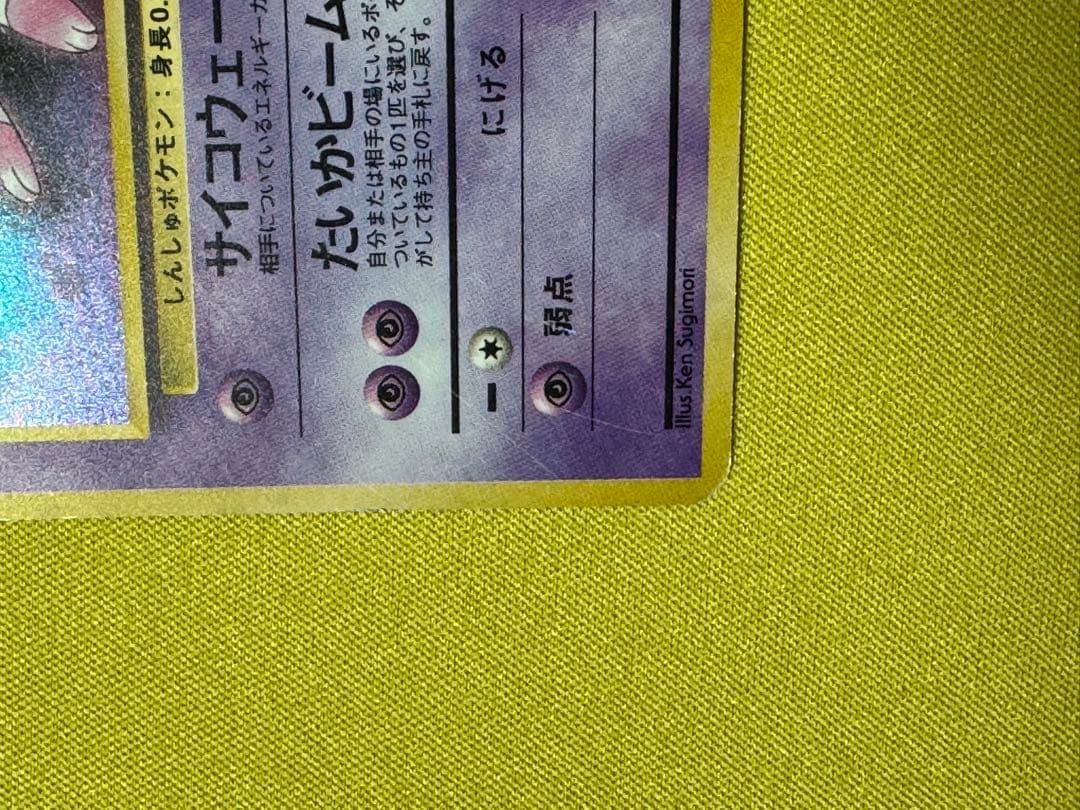 しんしゅポケモン：身長0.
サイコウェー
相手についているエネルギーカ
たいかビーム
自分または相手の場にいるポ
ついているもの1匹を選び、そ
がして持ち主の手札に戻す。
ー にげる
弱点
Illus.Ken Sugimori